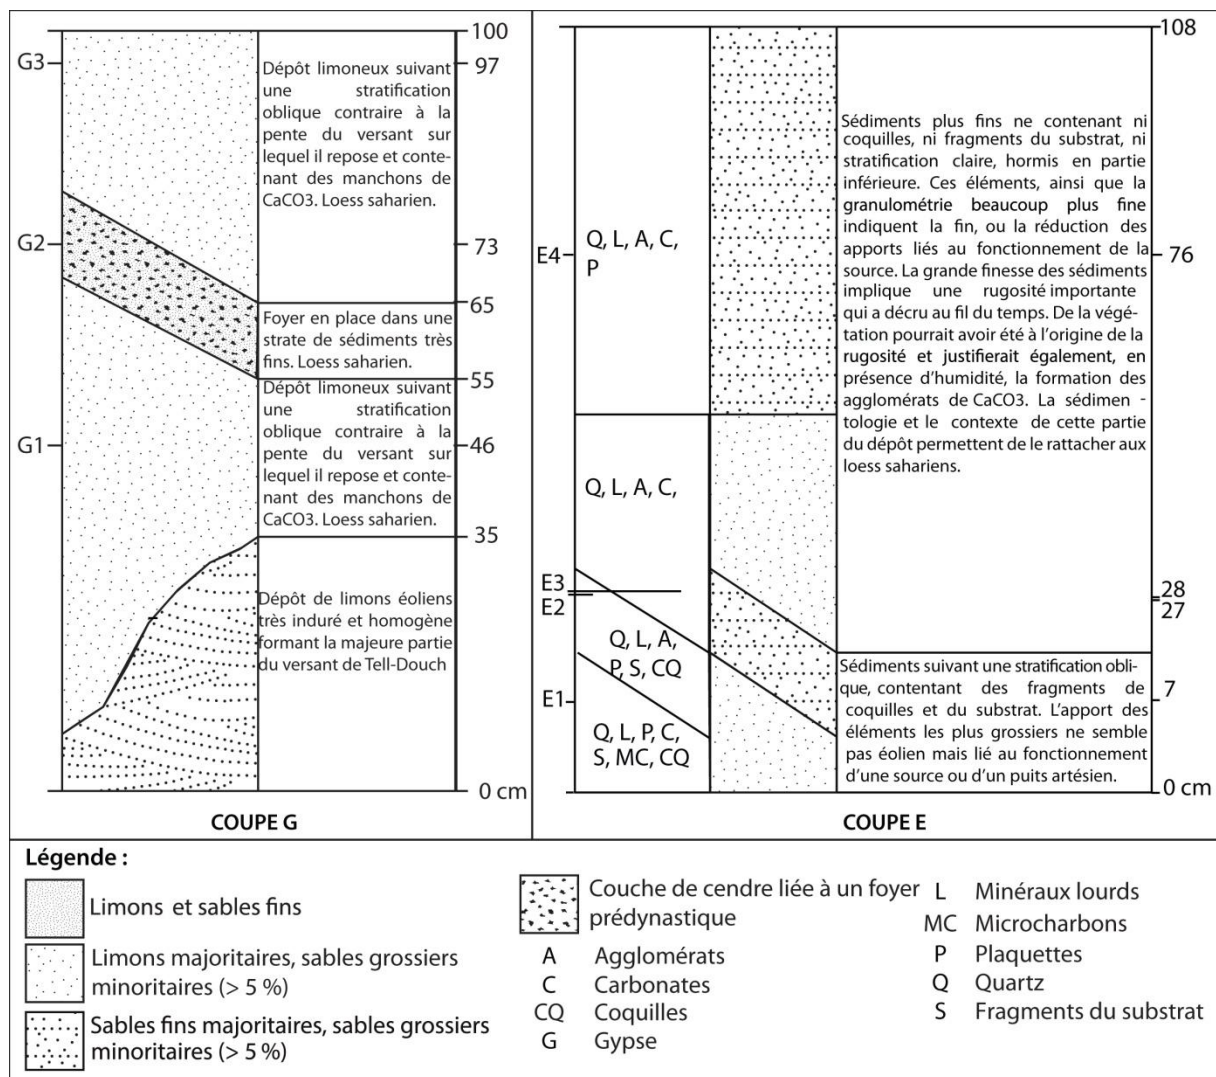 100
G3
97
Dépôt limoneux suivant
une stratification
oblique contraire à la
pente du versant sur
lequel il repose et conte-
nant des manchons de
CaCO3. Loess saharien.
G2
73
65
Foyer en place dans une
strate de sédiments très
fins. Loess saharien.
55
Dépôt limoneux suivant
une stratification
oblique contraire à la
pente du versant sur
lequel il repose et conte-
nant des manchons de
CaCO3. Loess saharien.
G1
46
35
Dépôt de limons éoliens
très induré et homogène
formant la majeure partie
du versant de Tell-Douch
0 cm
COUPE G
108
Sédiments plus fins ne contenant ni
coquilles, ni fragments du substrat, ni
stratification claire, hormis en partie
inférieure. Ces éléments, ainsi que la
granulométrie beaucoup plus fine
indiquent la fin, ou la réduction des
apports liés au fonctionnement de la
source. La grande finesse des sédiments
implique une rugosité importante
qui a décru au fil du temps. De la végé-
tation pourrait avoir été à l'origine de la
rugosité et justifierait également, en
présence d'humidité, la formation des
agglomérats de CaCO3. La sédimen -
tologie et le contexte de cette partie
du dépôt permettent de le rattacher aux
loess sahariens.
E4
Q, L, A, C,
P
76
Q, L, A, C,
E3
E2
28
27
Q, L, A,
P, S, CQ
E1
7
Q, L, P, C,
S, MC, CQ
Sédiments suivant une stratification obli-
que, contentant des fragments de
coquilles et du substrat. L'apport des
éléments les plus grossiers ne semble
pas éolien mais lié au fonctionnement
d'une source ou d'un puits artésien.
0 cm
COUPE E
Légende :
Limons et sables fins
Limons majoritaires, sables grossiers
minoritaires (> 5 %)
Sables fins majoritaires, sables grossiers
minoritaires (> 5 %)
Couche de cendre liée à un foyer
prédynastique
A Agglomérats
C Carbonates
CQ Coquilles
G Gypse
L Minéraux lourds
MC Microcharbons
P Plaquettes
Q Quartz
S Fragments du substrat